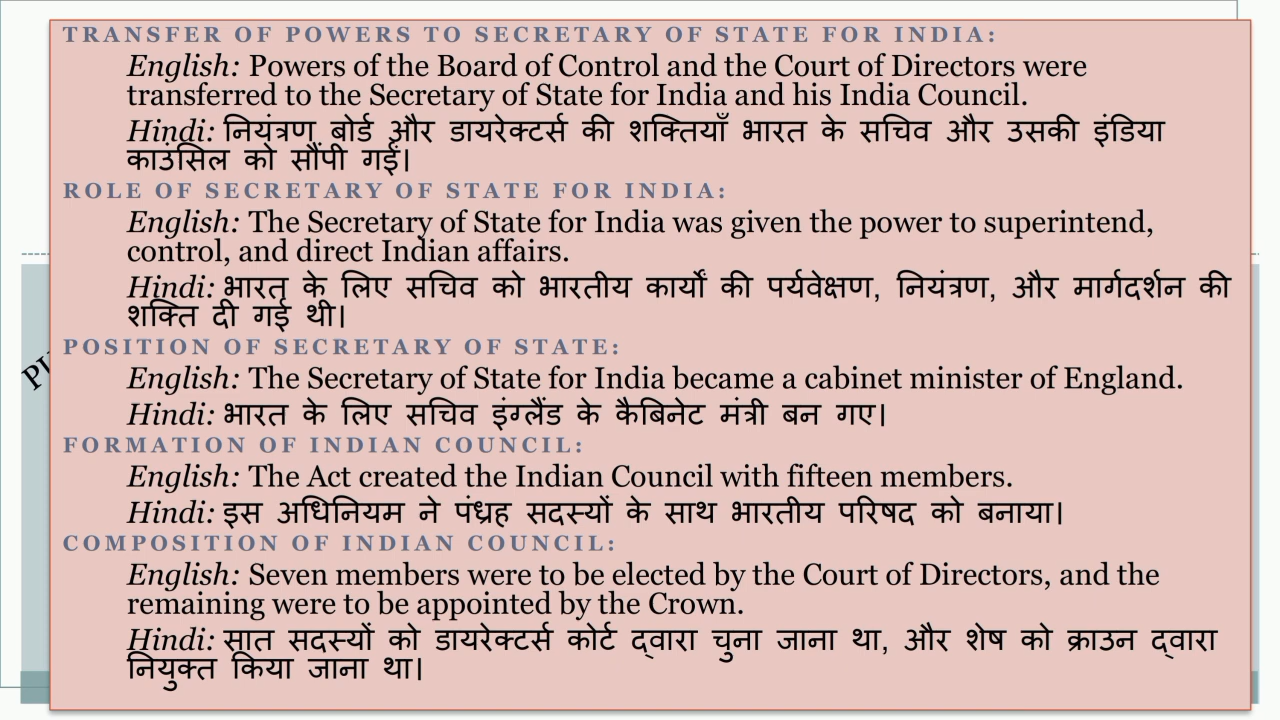 TRANSFER OF POWERS TO SECRETARY OF STATE FOR INDIA:
English: Powers of the Board of Control and the Court of Directors were
transferred to the Secretary of State for India and his India Council.
Hindi: नियंत्रण बोर्ड और डायरेक्टर्स की शक्तियाँ भारत के सचिव और उसकी इंडिया
काउंसिल को सौंपी गईं।
ROLE OF SECRETARY OF STATE FOR INDIA:
English: The Secretary of State for India was given the power to superintend,
control, and direct Indian affairs.
Hindi: भारत के लिए सचिव को भारतीय कार्यों की पर्यवेक्षण, नियंत्रण, और मार्गदर्शन की
शक्ति दी गई थी।
POSITION OF SECRETARY OF STATE:
English: The Secretary of State for India became a cabinet minister of England.
Hindi: भारत के लिए सचिव इंग्लैंड के कैबिनेट मंत्री बन गए।
FORMATION OF INDIAN COUNCIL:
English: The Act created the Indian Council with fifteen members.
Hindi: इस अधिनियम ने पंध्रह सदस्यों के साथ भारतीय परिषद को बनाया।
COMPOSITION OF INDIAN COUNCIL:
English: Seven members were to be elected by the Court of Directors, and the
remaining were to be appointed by the Crown.
Hindi: सात सदस्यों को डायरेक्टर्स कोर्ट द्वारा चुना जाना था, और शेष को क्राउन द्वारा
नियुक्त किया जाना था।